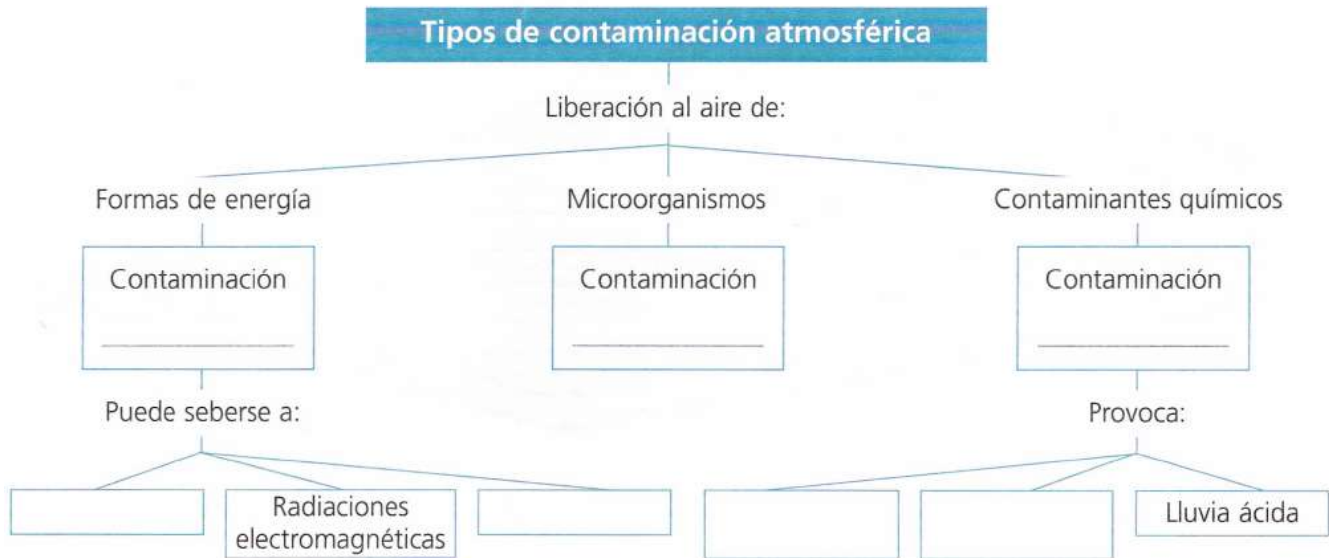 Tipos de contaminación atmosférica
Liberación al aire de:
Formas de energía
Microorganismos
Contaminantes químicos
Contaminación
Contaminación
Contaminación
Puede seberse a:
Provoca:
Radiaciones
electromagnéticas
Lluvia ácida